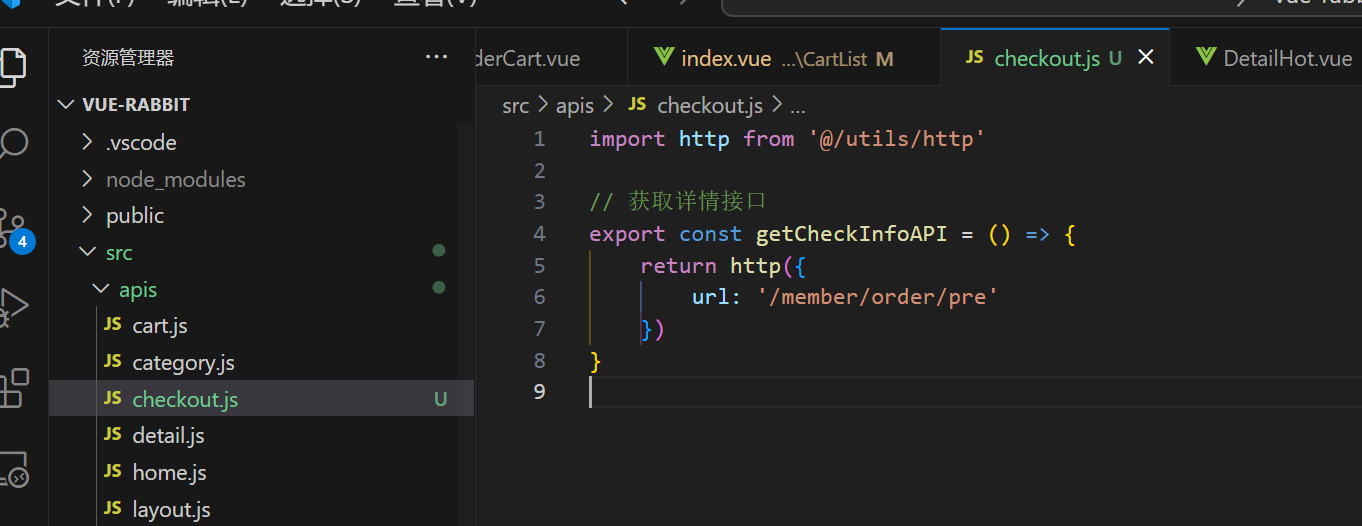 资源管理器
VUE-RABBIT
.vscode
node_modules
public
src
apis
JS cart.js
JS category.js
JS checkout.js U
JS detail.js
JS home.js
JS layout.js
4
derCart.vue
index.vue ...\CartList M
JS checkout.js U
DetailHot.vue
src > apis > JS checkout.js > ...
1 import http from '@/utils/http'
2
3 // 获取详情接口
4 export const getCheckInfoAPI = () => {
5 return http({
6 url: '/member/order/pre'
7 })
8 }
9